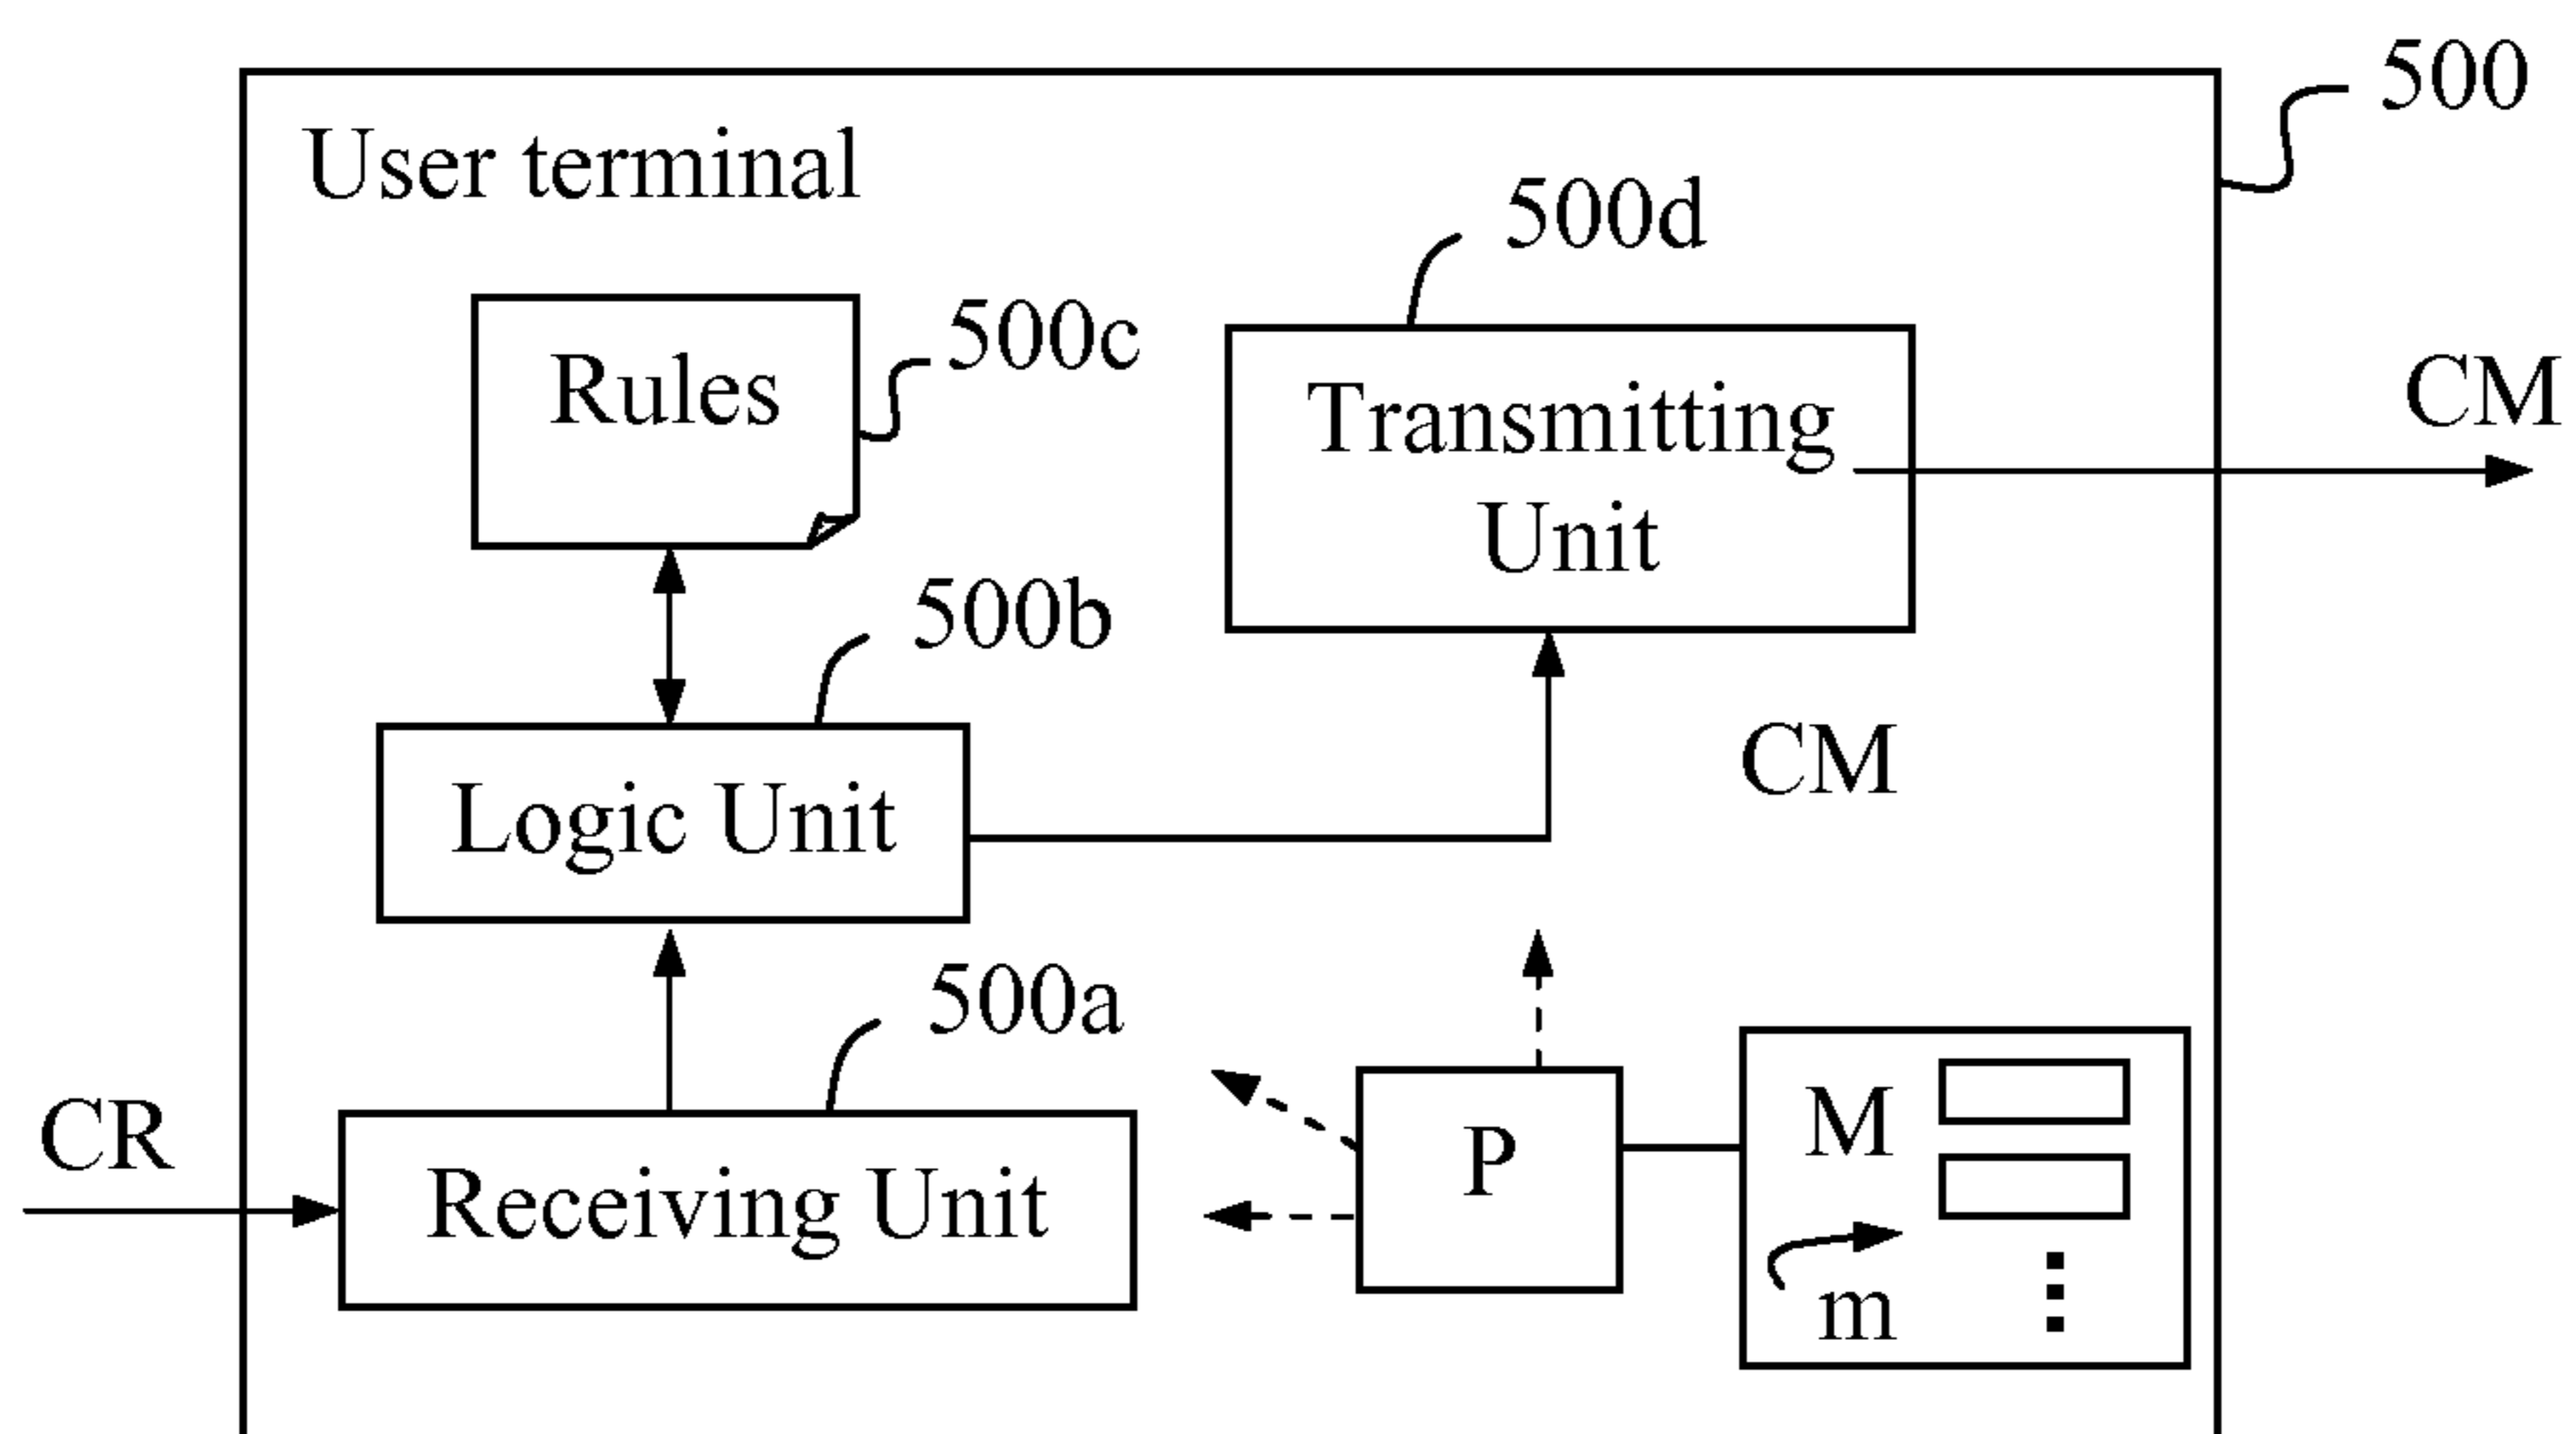 500
User terminal
500d
500c
Rules
CM
Transmitting
Unit
500b
CM
Logic Unit
500a
CR
M
P
Receiving Unit
m